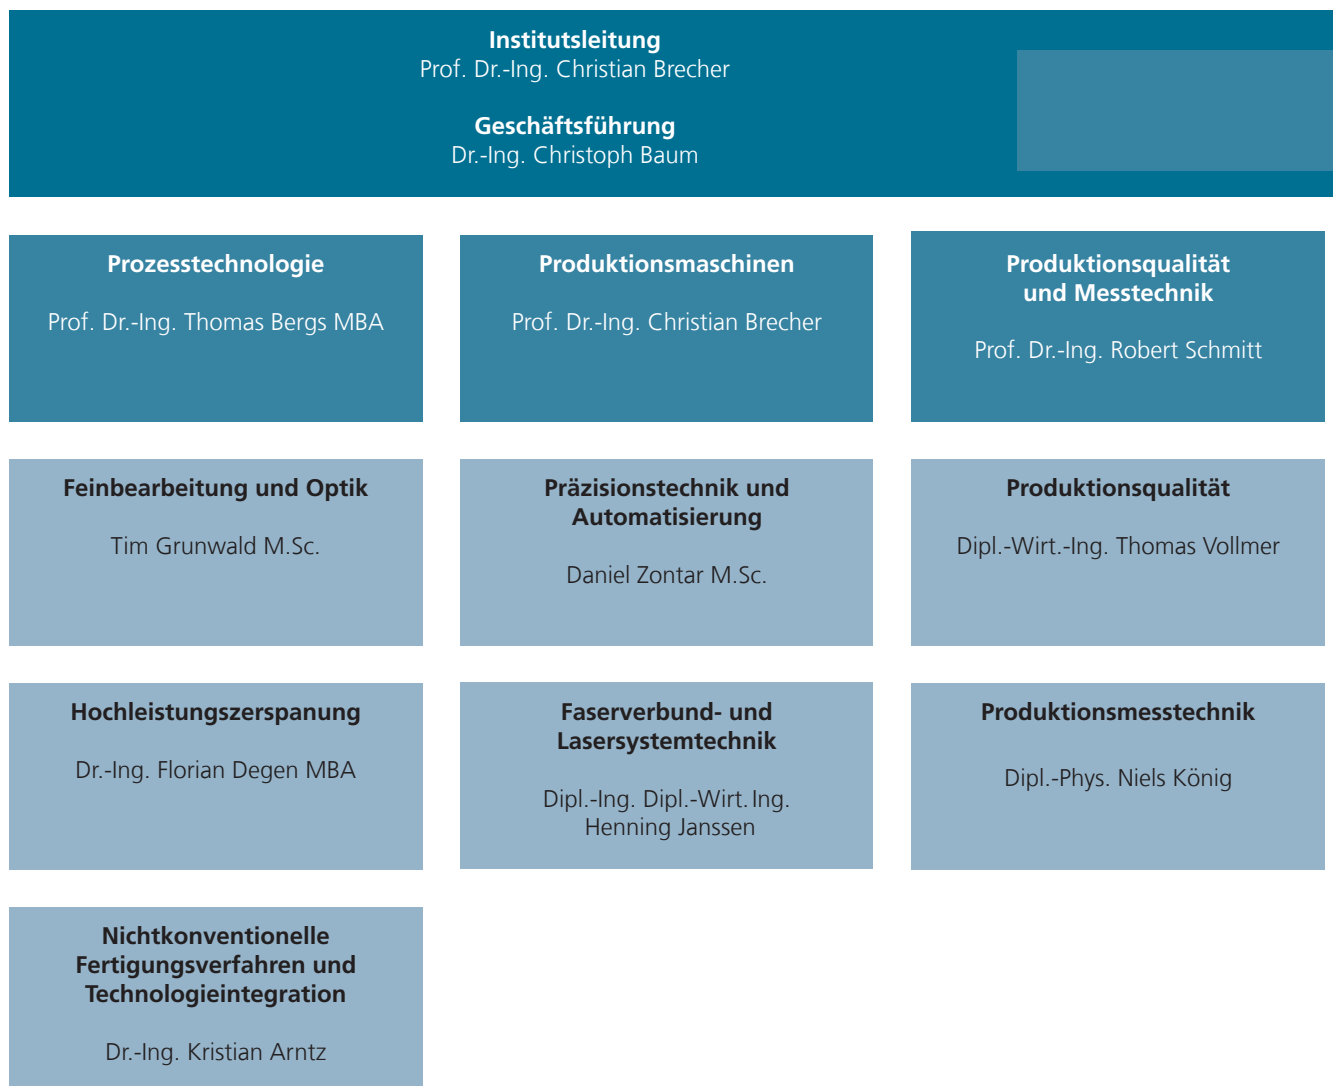 Institutsleitung
Prof. Dr.-Ing. Christian Brecher
Geschäftsführung
Dr.-Ing. Christoph Baum
Prozesstechnologie
Prof. Dr.-Ing. Thomas Bergs MBA
Produktionsmaschinen
Prof. Dr.-Ing. Christian Brecher
Produktionsqualität
und Messtechnik
Prof. Dr.-Ing. Robert Schmitt
Feinbearbeitung und Optik
Tim Grunwald M.Sc.
Präzisionstechnik und
Automatisierung
Daniel Zontar M.Sc.
Produktionsqualität
Dipl.-Wirt.-Ing. Thomas Vollmer
Hochleistungszerspanung
Dr.-Ing. Florian Degen MBA
Faserverbund- und
Lasersystemtechnik
Dipl.-Ing. Dipl.-Wirt. Ing.
Henning Janssen
Produktionsmesstechnik
Dipl.-Phys. Niels König
Nichtkonventionelle
Fertigungsverfahren und
Technologieintegration
Dr.-Ing. Kristian Arntz